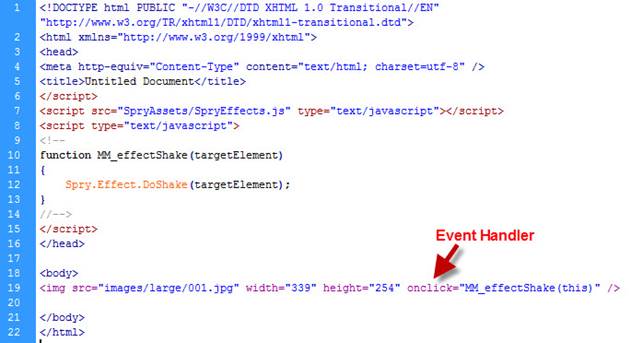 1 <!DOCTYPE html PUBLIC "-//W3C//DTD XHTML 1.0 Transitional//EN"
"http://www.w3.org/TR/xhtml1/DTD/xhtml1-transitional.dtd">
2 <html xmlns="http://www.w3.org/1999/xhtml">
3 <head>
4 <meta http-equiv="Content-Type" content="text/html; charset=utf-8" />
5 <title>Untitled Document</title>
6 </script>
7 <script src="SpryAssets/SpryEffects.js" type="text/javascript"></script>
8 <script type="text/javascript">
9 <!--
10 function MM_effectShake(targetElement)
11 {
12 Spry.Effect.DoShake(targetElement);
13 }
14 //-->
15 </script>
16 </head>
Event Handler
17
18 <body>
19 <img src="images/large/001.jpg" width="339" height="254" onclick="MM_effectShake(this)" />
20
21 </body>
22 </html>